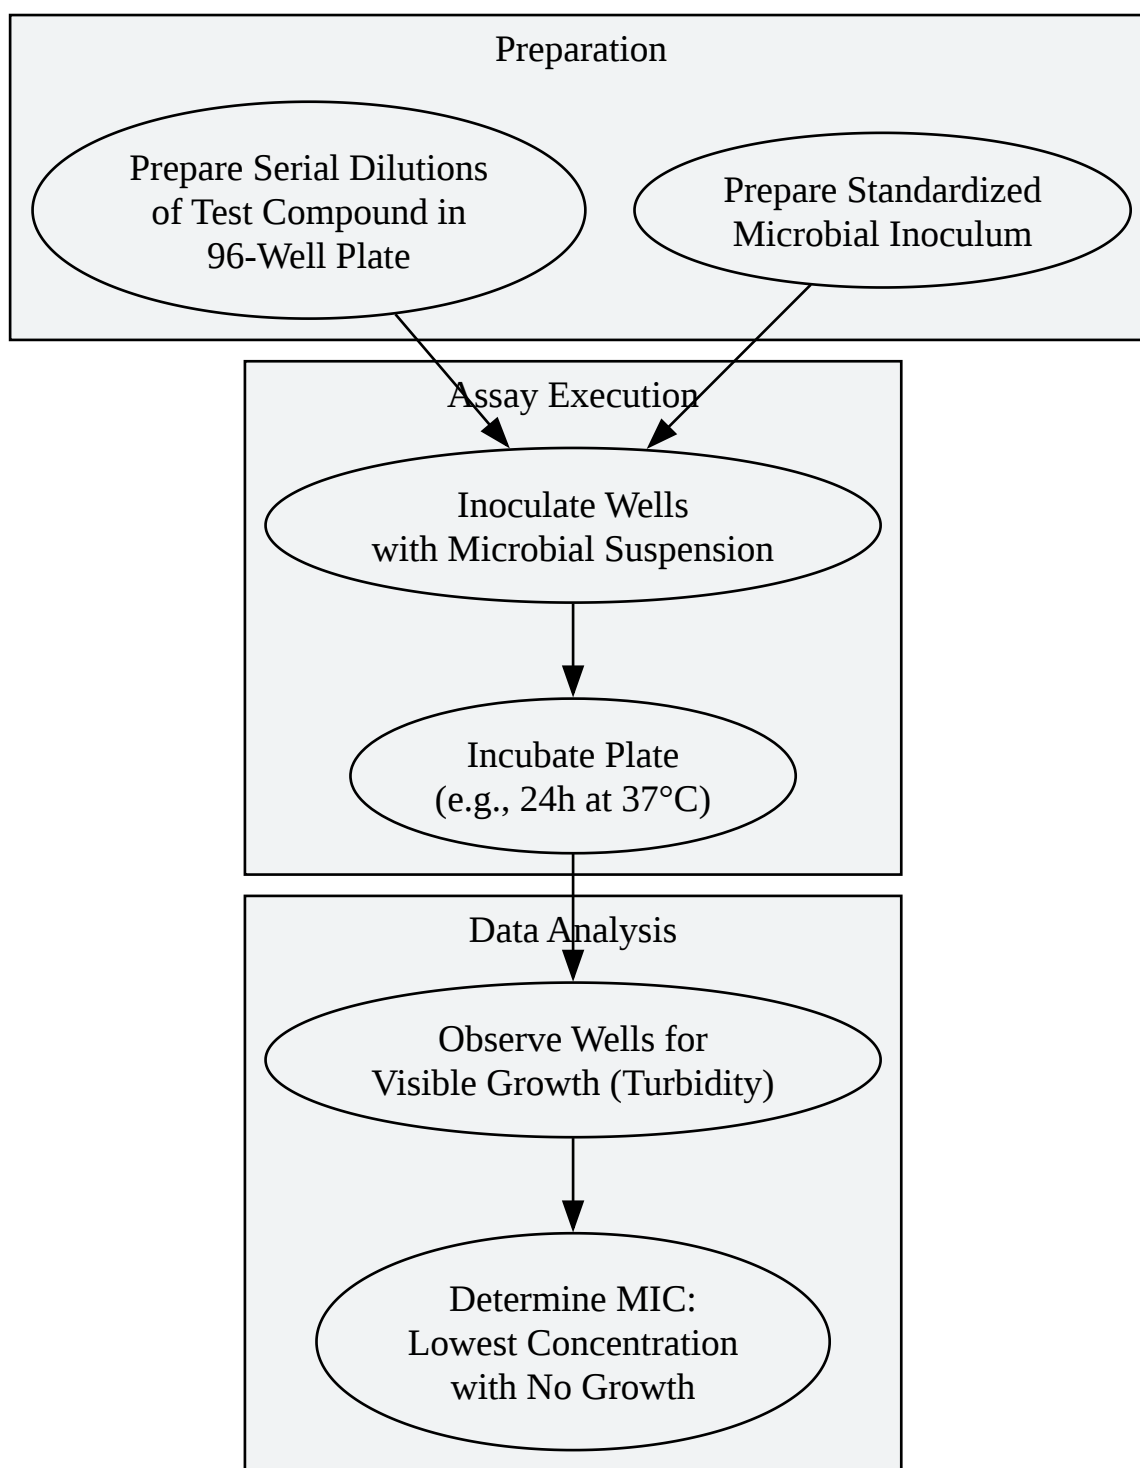 Preparation
Prepare Serial Dilutions
of Test Compound in
96-Well Plate
Prepare Standardized
Microbial Inoculum
Assay Execution
Inoculate Wells
with Microbial Suspension
Incubate Plate
(e.g., 24h at 37°C)
Data Analysis
Observe Wells for
Visible Growth (Turbidity)
Determine MIC:
Lowest Concentration
with No Growth